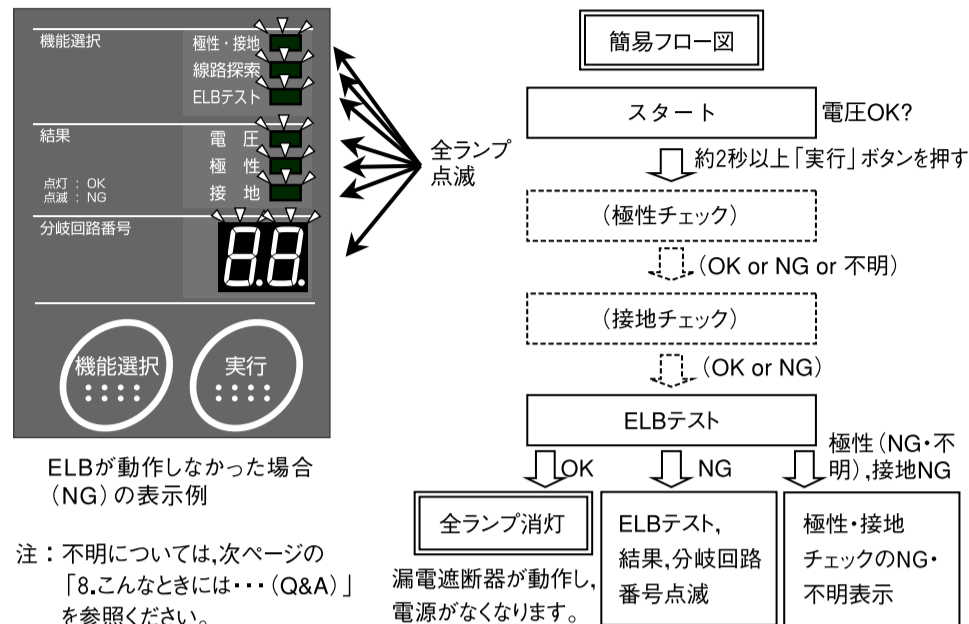 機能選択
極性・接地
線路探索
ELBテスト
結果
電 圧
極 性
接 地
点灯 : OK
点滅 : NG
分岐回路番号
8.8.
機能選択
実行
全ランプ
点滅
ELBが動作しなかった場合
(NG)の表示例
注:不明については,次ページの
「8.こんなときには・・・(Q&A)」
を参照ください。
簡易フロー図
スタート
電圧OK?
約2秒以上「実行」ボタンを押す
(極性チェック)
(OK or NG or 不明)
(接地チェック)
(OK or NG)
ELBテスト
OK
NG
極性(NG・不
明),接地NG
全ランプ消灯
漏電遮断器が動作し,
電源がなくなります。
ELBテスト,
結果,分岐回路
番号点滅
極性・接地
チェックのNG・
不明表示